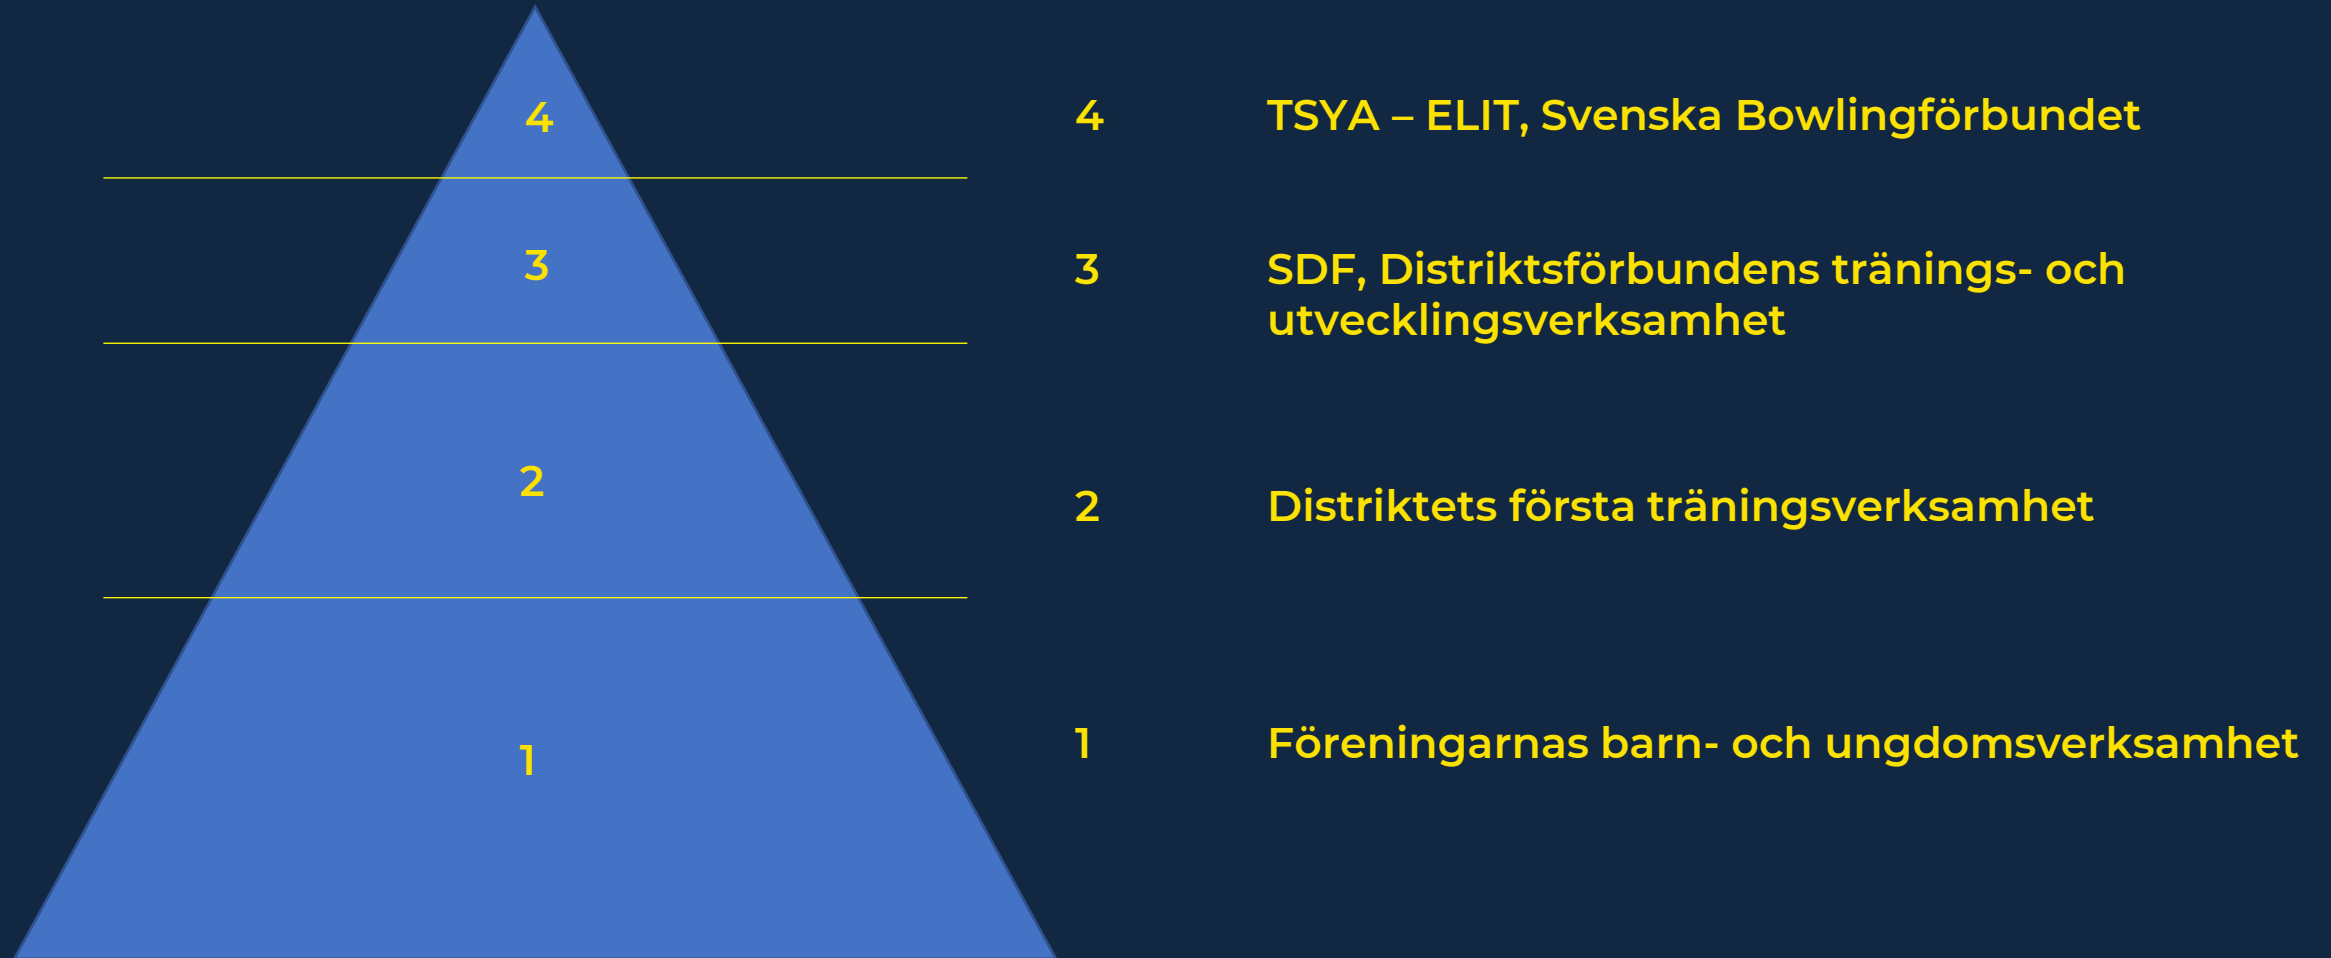 4
4 TSYA – ELIT, Svenska Bowlingförbundet
3
3 SDF, Distriktsförbundens tränings- och
utvecklingsverksamhet
2
2 Distriktets första träningsverksamhet
1
1 Föreningarnas barn- och ungdomsverksamhet